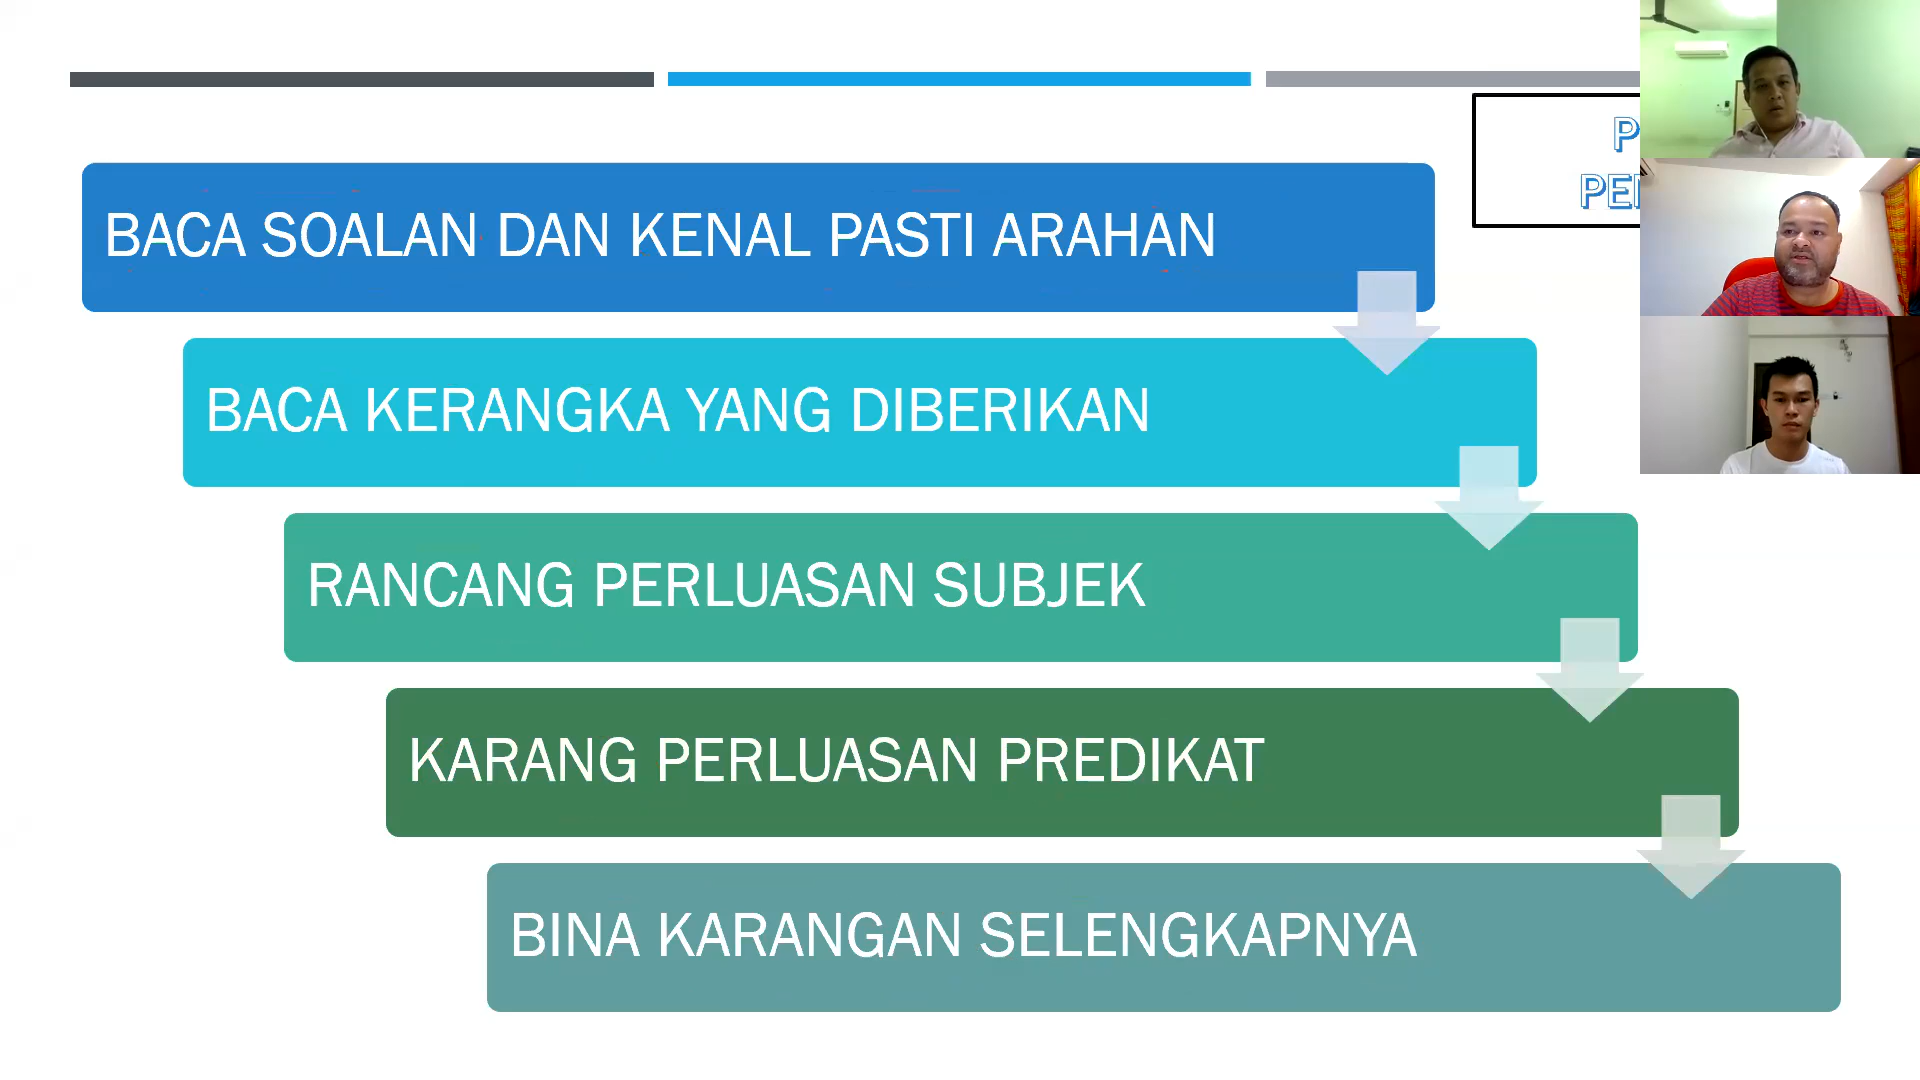 BACA SOALAN DAN KENAL PASTI ARAHAN
BACA KERANGKA YANG DIBERIKAN
RANCANG PERLUASAN SUBJEK
KARANG PERLUASAN PREDIKAT
BINA KARANGAN SELENGKAPNYA